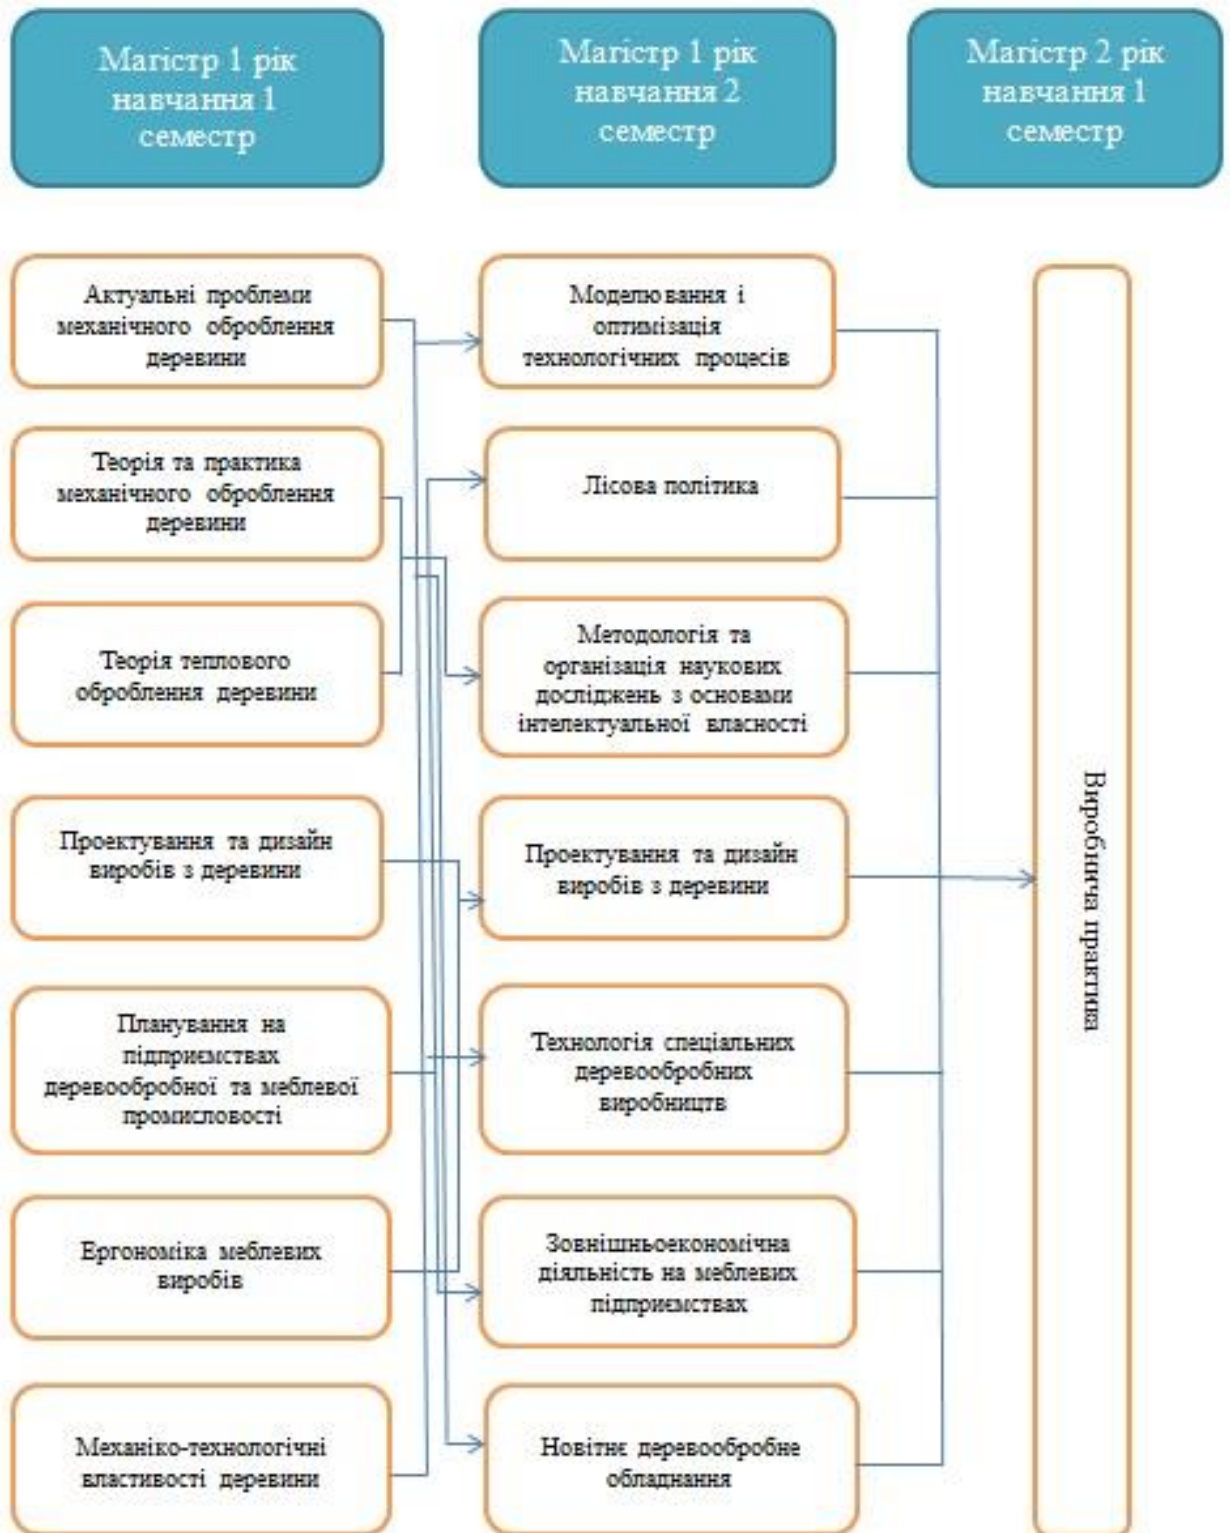 Магістр 1 рік
навчання 1
семестр
Магістр 1 рік
навчання 2
семестр
Магістр 2 рік
навчання 1
семестр
Актуальні проблеми
механічного оброблення
деревини
Теорія та практика
механічного оброблення
деревини
Теорія теплового
оброблення деревини
Проектування та дизайн
виробів з деревини
Планування на
підприємствах
деревообробної та меблевої
промисловості
Ергономіка меблевих
виробів
Механіко-технологічні
властивості деревини
Моделювання і
оптимізація
технологічних процесів
Лісова політика
Методологія та
організація наукових
досліджень з основами
інтелектуальної власності
Проектування та дизайн
виробів з деревини
Технологія спеціальних
деревообробних
виробництв
Зовнішньоекономічна
діяльність на меблевих
підприємствах
Новітнє деревообробне
обладнання
Виробнича практика